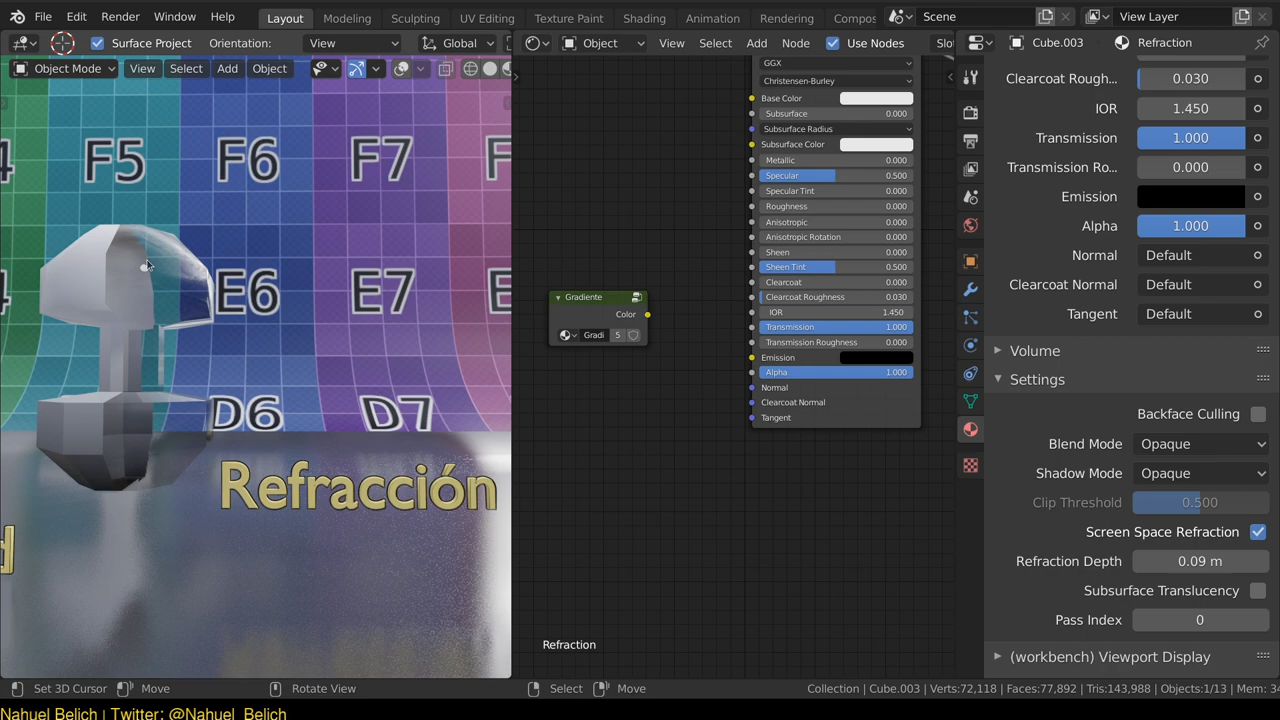 File Edit Render Window Help Layout Modeling Sculpting UV Editing Texture Paint Shading Animation Rendering Compos Scene View Layer
Surface Project Orientation: View Global Object View Select Add Node Use Nodes Slo Cube.003 Refraction
Object Mode View Select Add Object
F5 F6 F7 F
E6 E7
D6 D7
Refracción
d
GGX
Christensen-Burley
Base Color
Subsurface 0.000
Subsurface Radius
Subsurface Color
Metallic 0.000
Specular 0.500
Specular Tint 0.000
Roughness 0.000
Anisotropic 0.000
Anisotropic Rotation 0.000
Sheen 0.000
Sheen Tint 0.500
Clearcoat 0.000
Clearcoat Roughness 0.030
IOR 1.450
Transmission 1.000
Transmission Roughness 0.000
Emission
Alpha 1.000
Normal
Clearcoat Normal
Tangent
Gradiente
Color
Gradi 5
Refraction
Clearcoat Rough... 0.030
IOR 1.450
Transmission 1.000
Transmission Ro... 0.000
Emission
Alpha 1.000
Normal Default
Clearcoat Normal Default
Tangent Default
Volume
Settings
Backface Culling
Blend Mode Opaque
Shadow Mode Opaque
Clip Threshold 0.500
Screen Space Refraction
Refraction Depth 0.09 m
Subsurface Translucency
Pass Index 0
(workbench) Viewport Display
Set 3D Cursor Move Rotate View Select Move Collection | Cube.003 | Verts:72,118 | Faces:77,892 | Tris:143,988 | Objects:1/13 | Mem: 34
Nahuel Belich | Twitter: @Nahuel_Belich